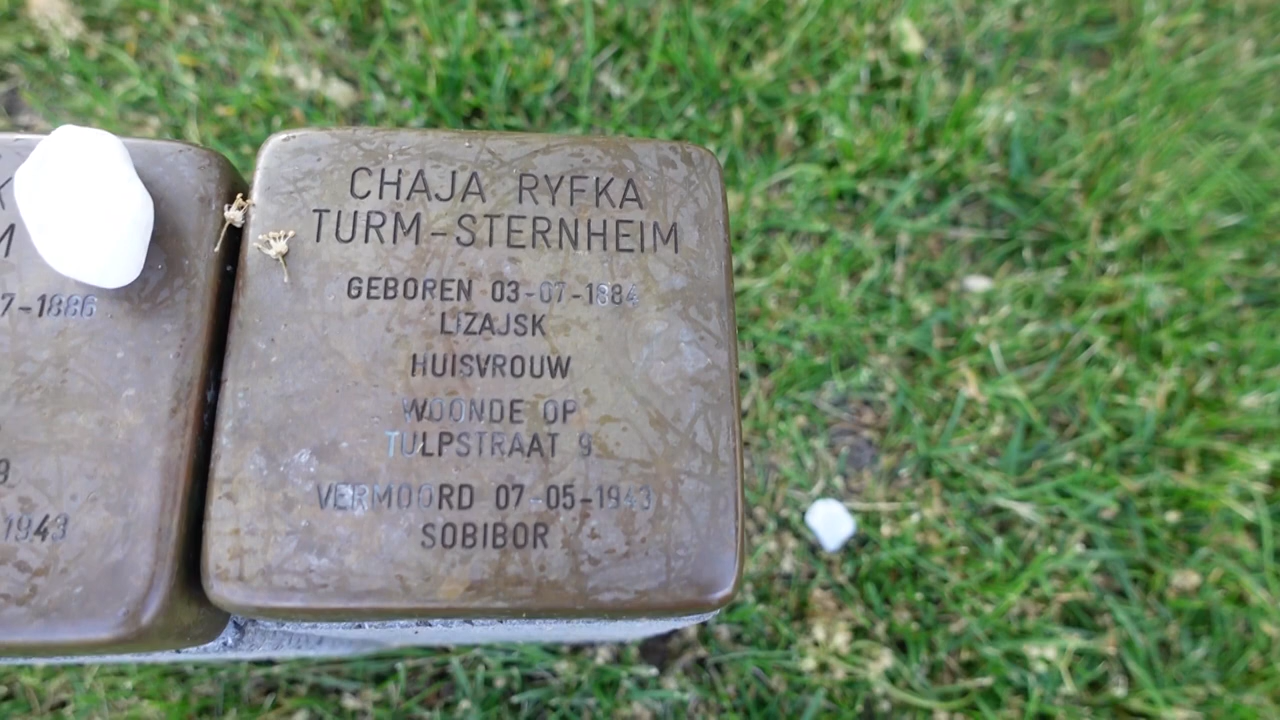 CHAJA RYFKA
TURM-STERNHEIM
GEBOREN 03-07-1884
LIZAJSK
HUISVROUW
WOONDE OP
TULPSTRAAT 9
VERMOORD 07-05-1943
SOBIBOR
7-1886
1943